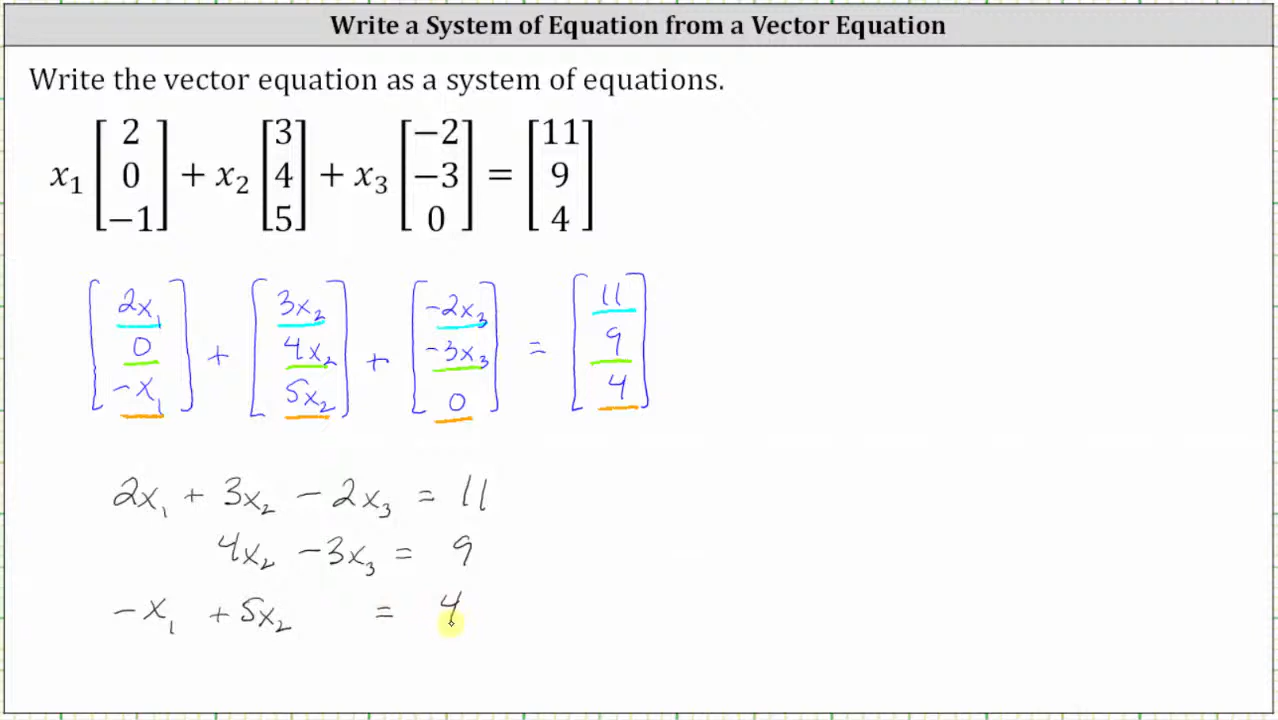 Write a System of Equation from a Vector Equation
Write the vector equation as a system of equations.
x₁ [2 0 −1] + x₂ [3 4 5] + x₃ [−2 −3 0] = [11 9 4]
[2x₁ 0 −x₁] + [3x₂ 4x₂ 5x₂] + [−2x₃ −3x₃ 0] = [11 9 4]
2x₁ + 3x₂ − 2x₃ = 11
4x₂ − 3x₃ = 9
−x₁ + 5x₂ = 4